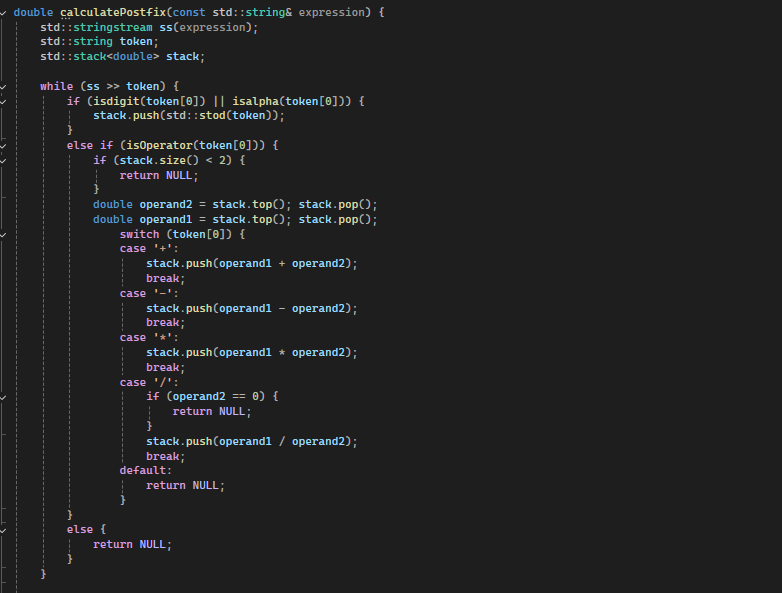 double calculatePostfix(const std::string& expression) {
    std::stringstream ss(expression);
    std::string token;
    std::stack<double> stack;

    while (ss >> token) {
        if (isdigit(token[0]) || isalpha(token[0])) {
            stack.push(std::stod(token));
        }
        else if (isOperator(token[0])) {
            if (stack.size() < 2) {
                return NULL;
            }
            double operand2 = stack.top(); stack.pop();
            double operand1 = stack.top(); stack.pop();
                switch (token[0]) {
                case '+':
                    stack.push(operand1 + operand2);
                    break;
                case '-':
                    stack.push(operand1 - operand2);
                    break;
                case '*':
                    stack.push(operand1 * operand2);
                    break;
                case '/':
                    if (operand2 == 0) {
                        return NULL;
                    }
                    stack.push(operand1 / operand2);
                    break;
                default:
                    return NULL;
                }
        }
        else {
            return NULL;
        }
    }